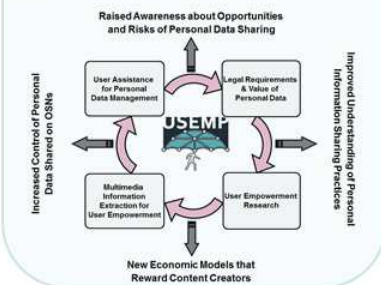 Raised Awareness about Opportunities
and Risks of Personal Data Sharing
User Assistance
for Personal
Data Management
Legal Requirements
& Value of
Personal Data
Increased Control of Personal
Data Shared on OSNs
USEMP
Improved Understanding of Personal
Information Sharing Practices
Multimedia
Information
Extraction for
User Empowerment
User Empowerment
Research
New Economic Models that
Reward Content Creators